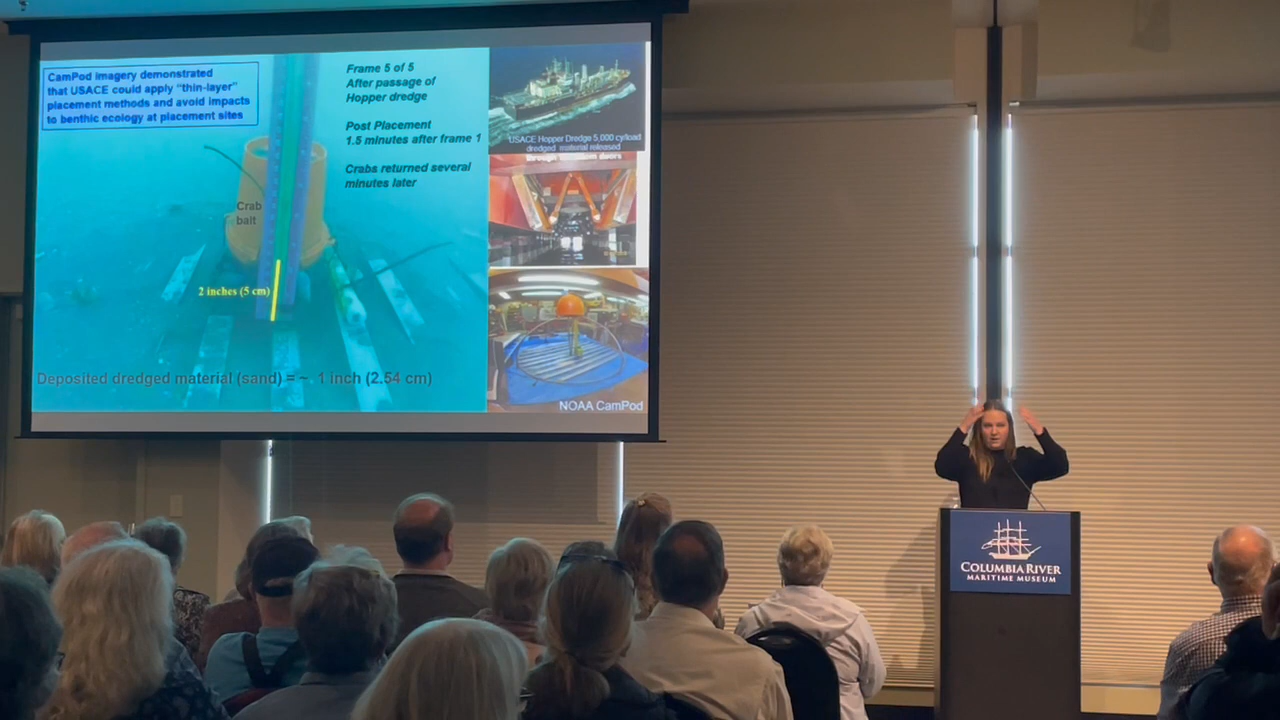 CamPod imagery demonstrated
that USACE could apply "thin-layer"
placement methods and avoid impacts
to benthic ecology at placement sites
Frame 5 of 5
After passage of
Hopper dredge
Post Placement
1.5 minutes after frame 1
Crabs returned several
minutes later
Crab
bait
2 inches (5 cm)
Deposited dredged material (sand) = ~ 1 inch (2.54 cm)
USACE Hopper Dredge 5,000 cy/load
dredged material released
through bottom doors
NOAA CamPod
COLUMBIA RIVER
MARITIME MUSEUM